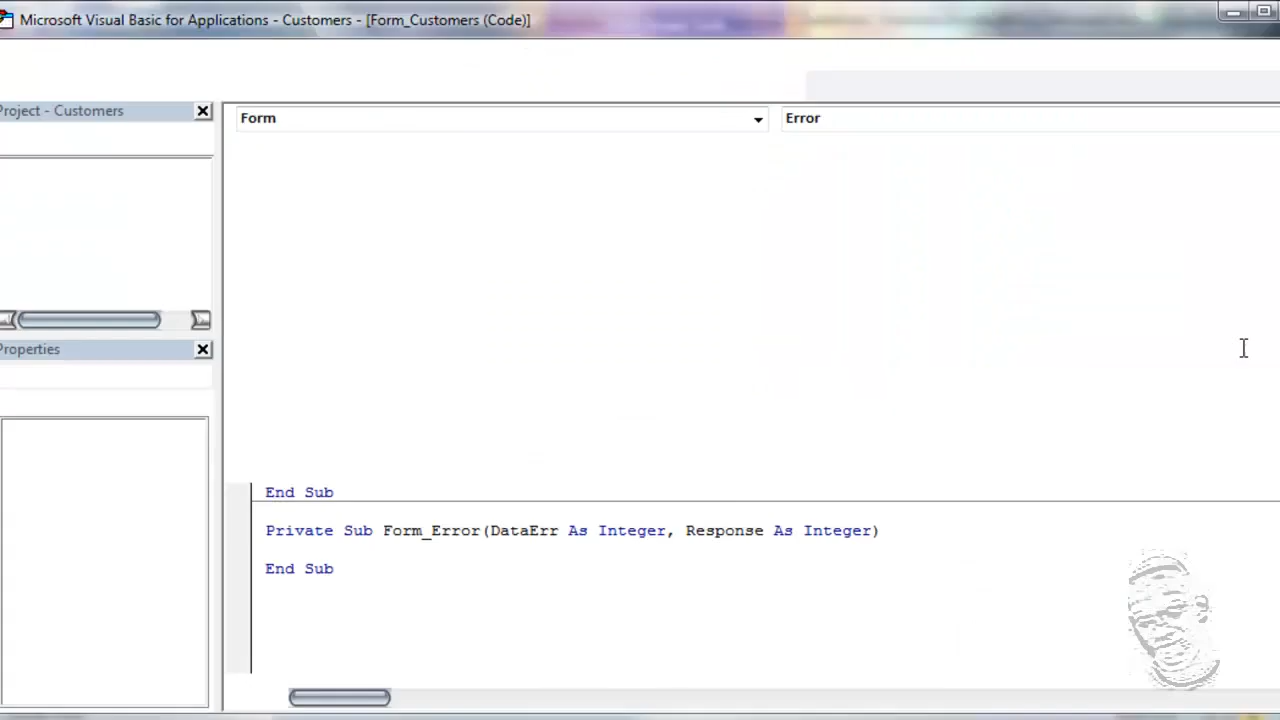 Microsoft Visual Basic for Applications - Customers - [Form_Customers (Code)]
Project - Customers
Form
Error
Properties
End Sub
Private Sub Form_Error(DataErr As Integer, Response As Integer)
End Sub